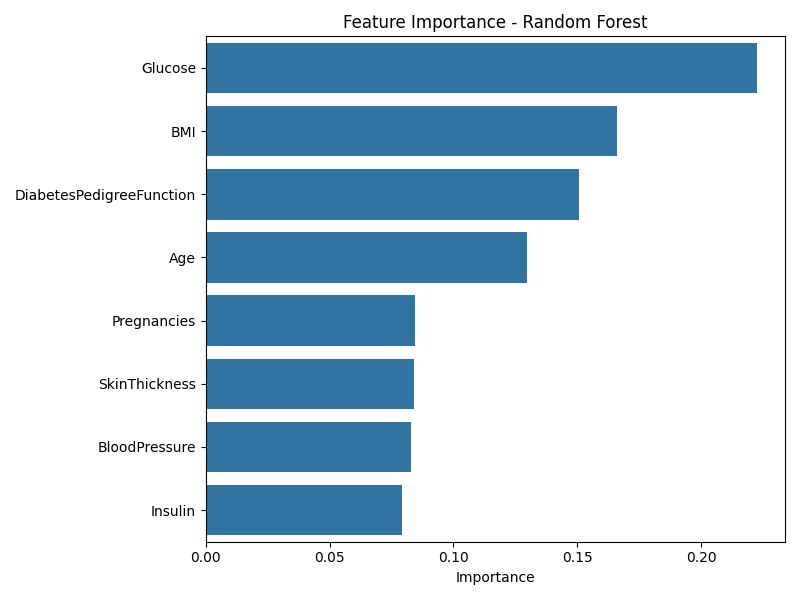 Feature Importance - Random Forest
Glucose
BMI
DiabetesPedigreeFunction
Age
Pregnancies
SkinThickness
BloodPressure
Insulin
0.00 0.05 0.10 0.15 0.20
Importance